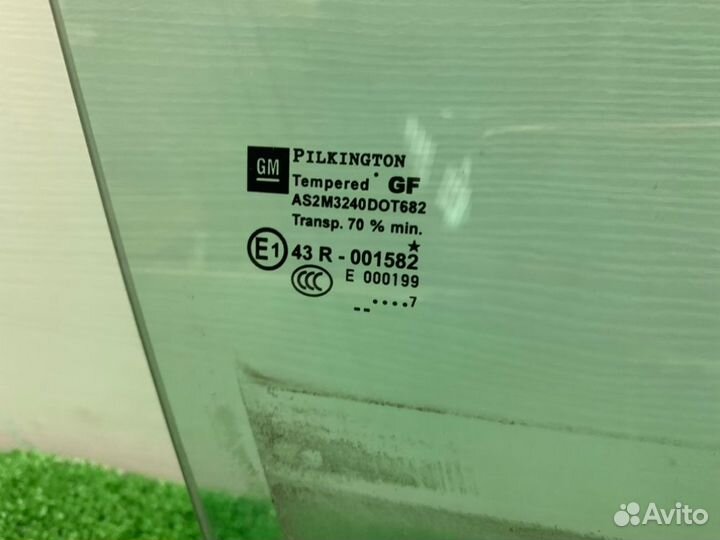 GM PILKINGTON
Tempered GF
AS2M3240DOT682
Transp. 70 % min.
E1 43 R - 001582
CCC E 000199
--....7
Avito